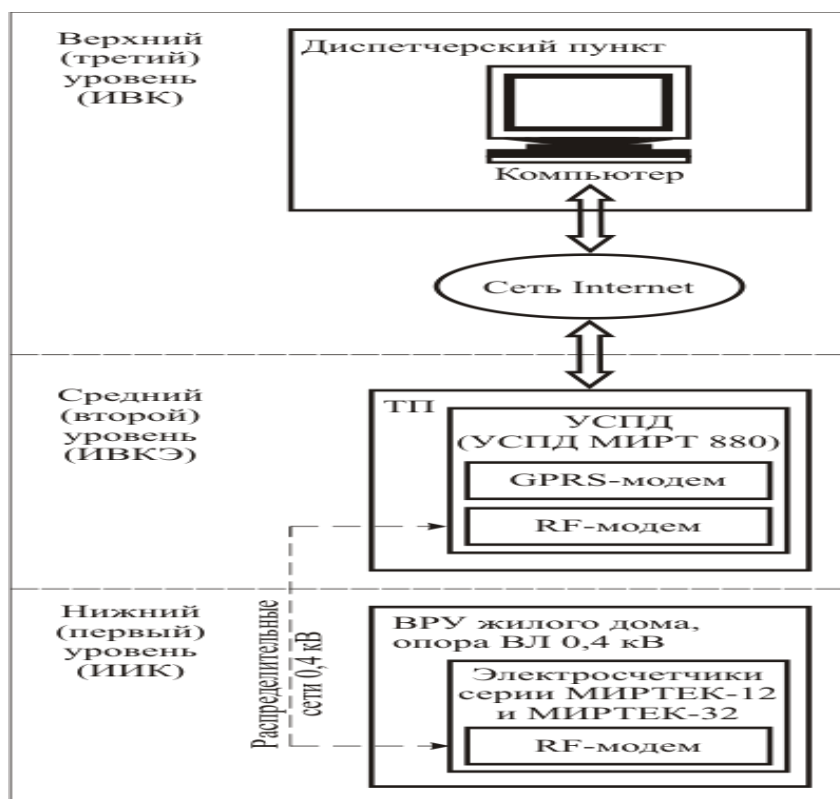 Верхний
(третий)
уровень
(ИВК)
Диспетчерский пункт
Компьютер
Сеть Internet
Средний
(второй)
уровень
(ИВКЭ)
ТП
УСПД
(УСПД МИРТ 880)
GPRS-модем
RF-модем
Нижний
(первый)
уровень
(ИИК)
Распределительные
сети 0,4 кВ
ВРУ жилого дома,
опора ВЛ 0,4 кВ
Электросчетчики
серии МИРТЕК-12
и МИРТЕК-32
RF-модем